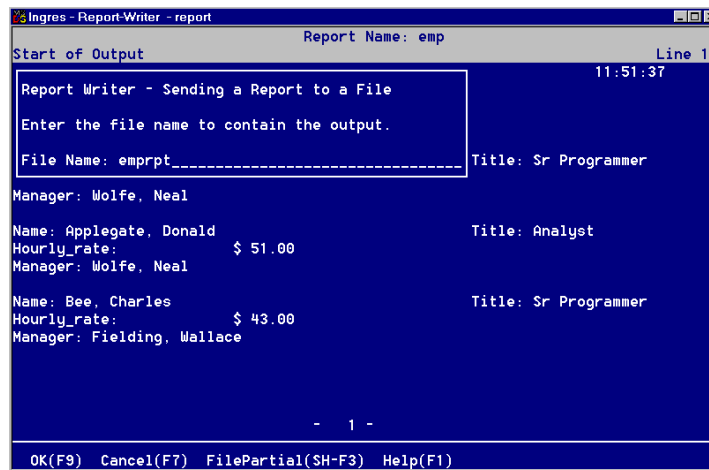 Ingres - Report-Writer - report
Report Name: emp
Start of Output Line 1
11:51:37
Report Writer - Sending a Report to a File
Enter the file name to contain the output.
File Name: emprpt_________________________________ Title: Sr Programmer
Manager: Wolfe, Neal
Name: Applegate, Donald Title: Analyst
Hourly_rate: $ 51.00
Manager: Wolfe, Neal
Name: Bee, Charles Title: Sr Programmer
Hourly_rate: $ 43.00
Manager: Fielding, Wallace
- 1 -
OK(F9) Cancel(F7) FilePartial(SH-F3) Help(F1)